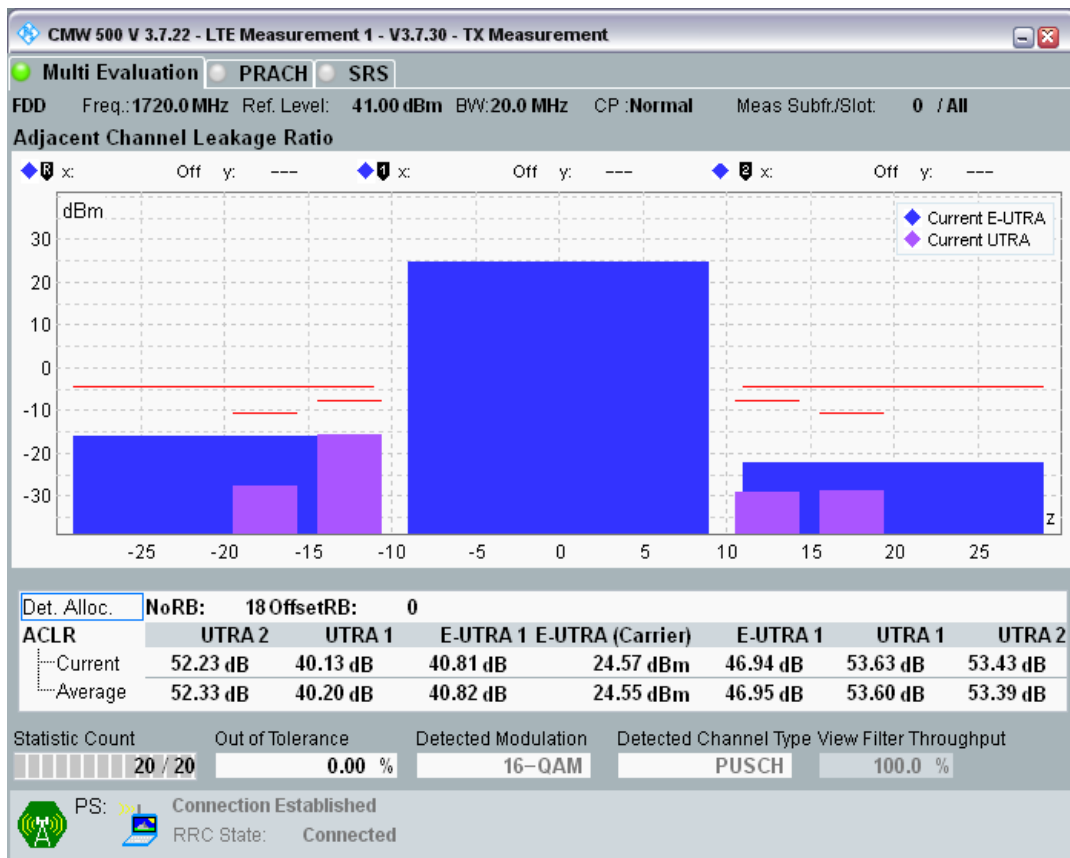 CMW 500 V 3.7.22 - LTE Measurement 1 - V3.7.30 - TX Measurement
Multi Evaluation PRACH SRS
FDD Freq.: 1720.0 MHz Ref. Level: 41.00 dBm BW: 20.0 MHz CP : Normal Meas Subfr./Slot: 0 / All
Adjacent Channel Leakage Ratio
R x: Off y: --- 1 x: Off y: --- 2 x: Off y: ---
dBm
Current E-UTRA
Current UTRA
30
20
10
0
-10
-20
-30
z
-25 -20 -15 -10 -5 0 5 10 15 20 25
Det. Alloc. NoRB: 18 OffsetRB: 0
ACLR UTRA 2 UTRA 1 E-UTRA 1 E-UTRA (Carrier) E-UTRA 1 UTRA 1 UTRA 2
Current 52.23 dB 40.13 dB 40.81 dB 24.57 dBm 46.94 dB 53.63 dB 53.43 dB
Average 52.33 dB 40.20 dB 40.82 dB 24.55 dBm 46.95 dB 53.60 dB 53.39 dB
Statistic Count Out of Tolerance Detected Modulation Detected Channel Type View Filter Throughput
20 / 20 0.00 % 16-QAM PUSCH 100.0 %
PS: Connection Established
RRC State: Connected